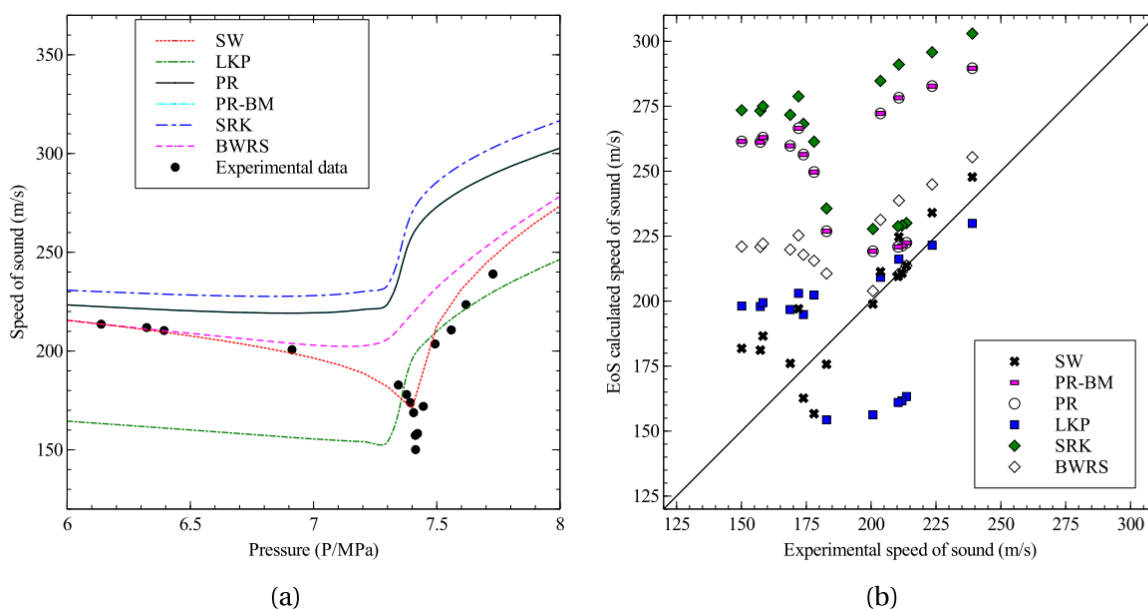 SW
LKP
PR
PR-BM
SRK
BWRS
Experimental data
350
300
250
200
150
Speed of sound (m/s)
6
6.5
7
7.5
8
Pressure (P/MPa)
(a)
300
275
250
225
200
175
150
125
EoS calculated speed of sound (m/s)
SW
PR-BM
PR
LKP
SRK
BWRS
125
150
175
200
225
250
275
300
Experimental speed of sound (m/s)
(b)